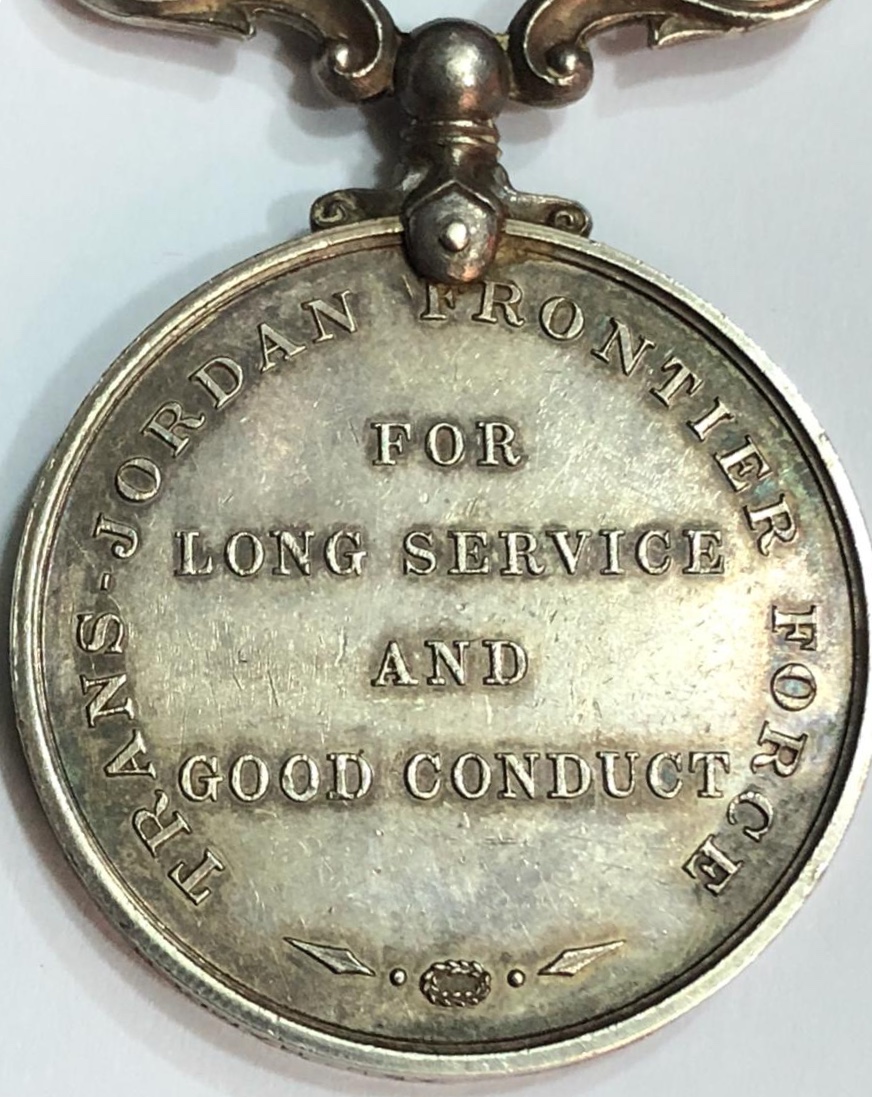 TRANS-JORDAN FRONTIER FORCE
FOR
LONG SERVICE
AND
GOOD CONDUCT